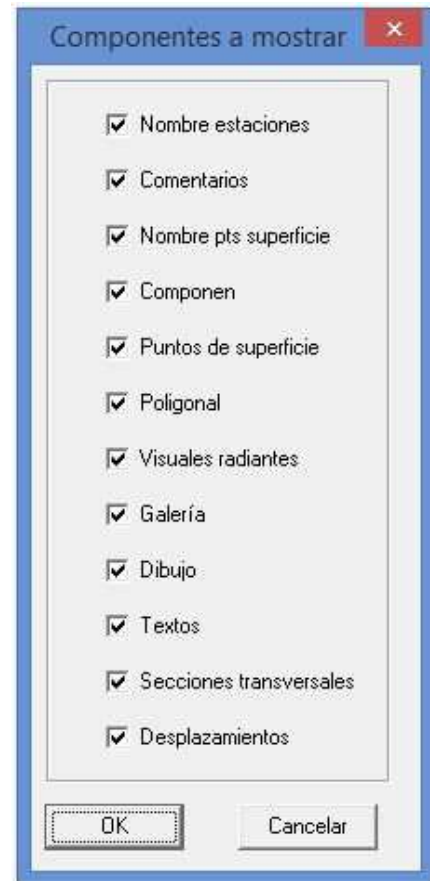 Componentes a mostrar
Nombre estaciones
Comentarios
Nombre pts superficie
Componen
Puntos de superficie
Poligonal
Visuales radiantes
Galería
Dibujo
Textos
Secciones transversales
Desplazamientos
OK Cancelar